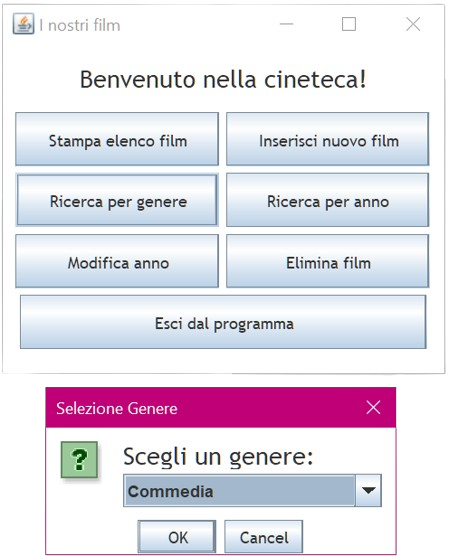 I nostri film
Benvenuto nella cineteca!
Stampa elenco film
Inserisci nuovo film
Ricerca per genere
Ricerca per anno
Modifica anno
Elimina film
Esci dal programma
Selezione Genere
?
Scegli un genere:
Commedia
OK
Cancel